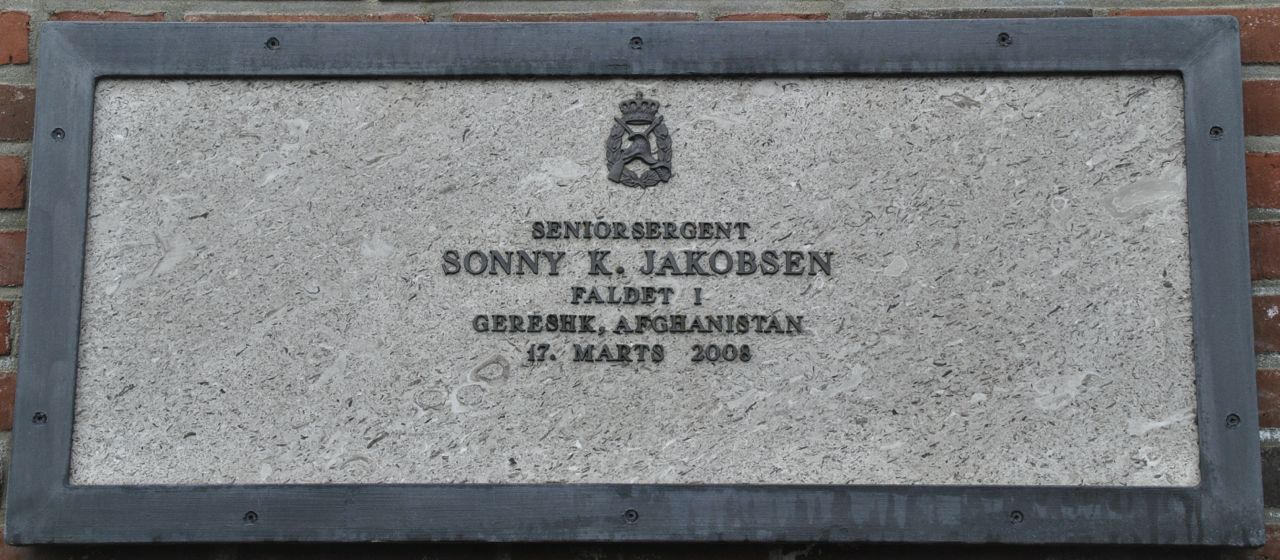 SENIORSERGENT
SONNY K. JAKOBSEN
FALDET I
GERESHK, AFGHANISTAN
17. MARTS 2008